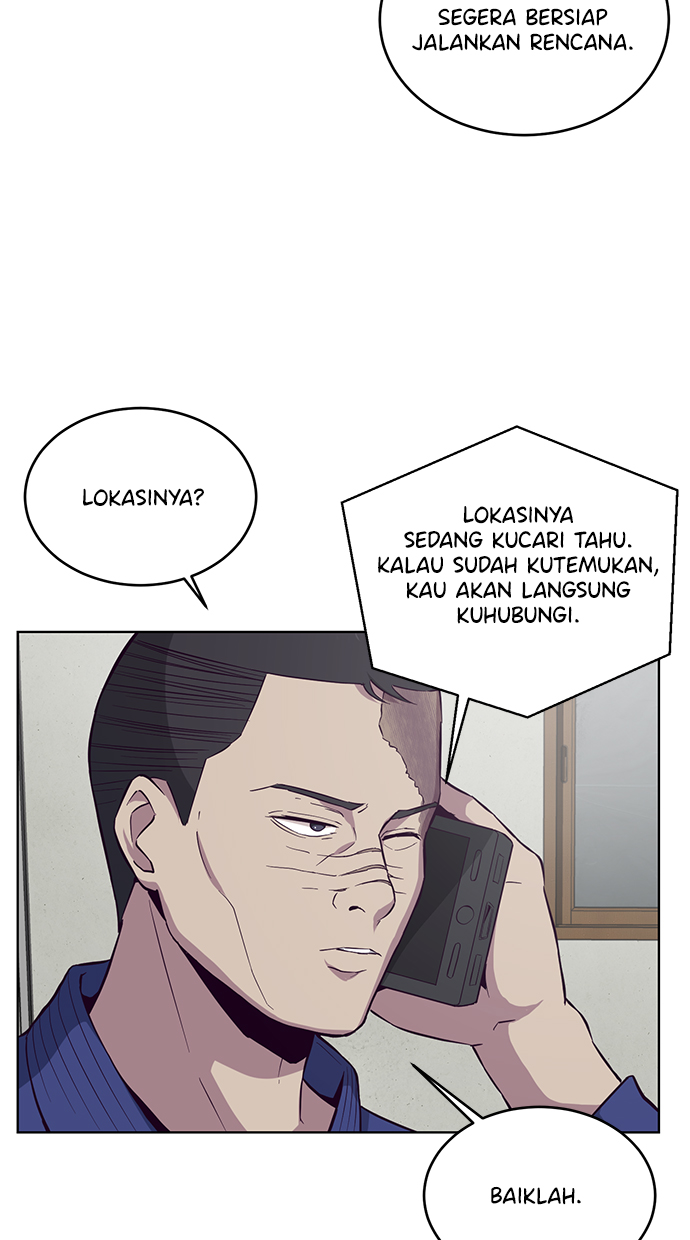 SEGERA BERSIAP
JALANKAN RENCANA.
LOKASINYA?
LOKASINYA
SEDANG KUCARI TAHU.
KALAU SUDAH KUTEMUKAN,
KAU AKAN LANGSUNG
KUHUBUNGI.
BAIKLAH.